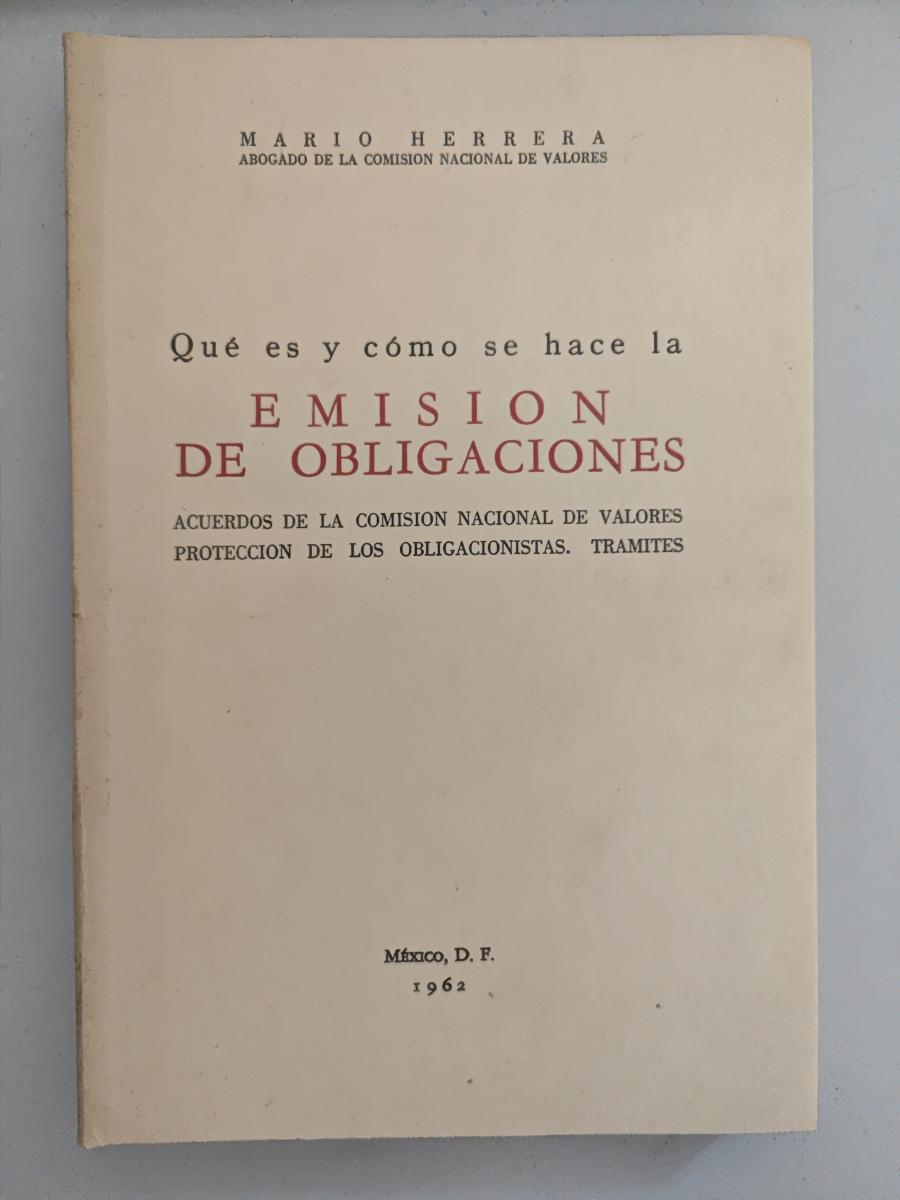 MARIO HERRERA
ABOGADO DE LA COMISION NACIONAL DE VALORES
Qué es y cómo se hace la
EMISION
DE OBLIGACIONES
ACUERDOS DE LA COMISION NACIONAL DE VALORES
PROTECCION DE LOS OBLIGACIONISTAS. TRAMITES
México, D. F.
1962